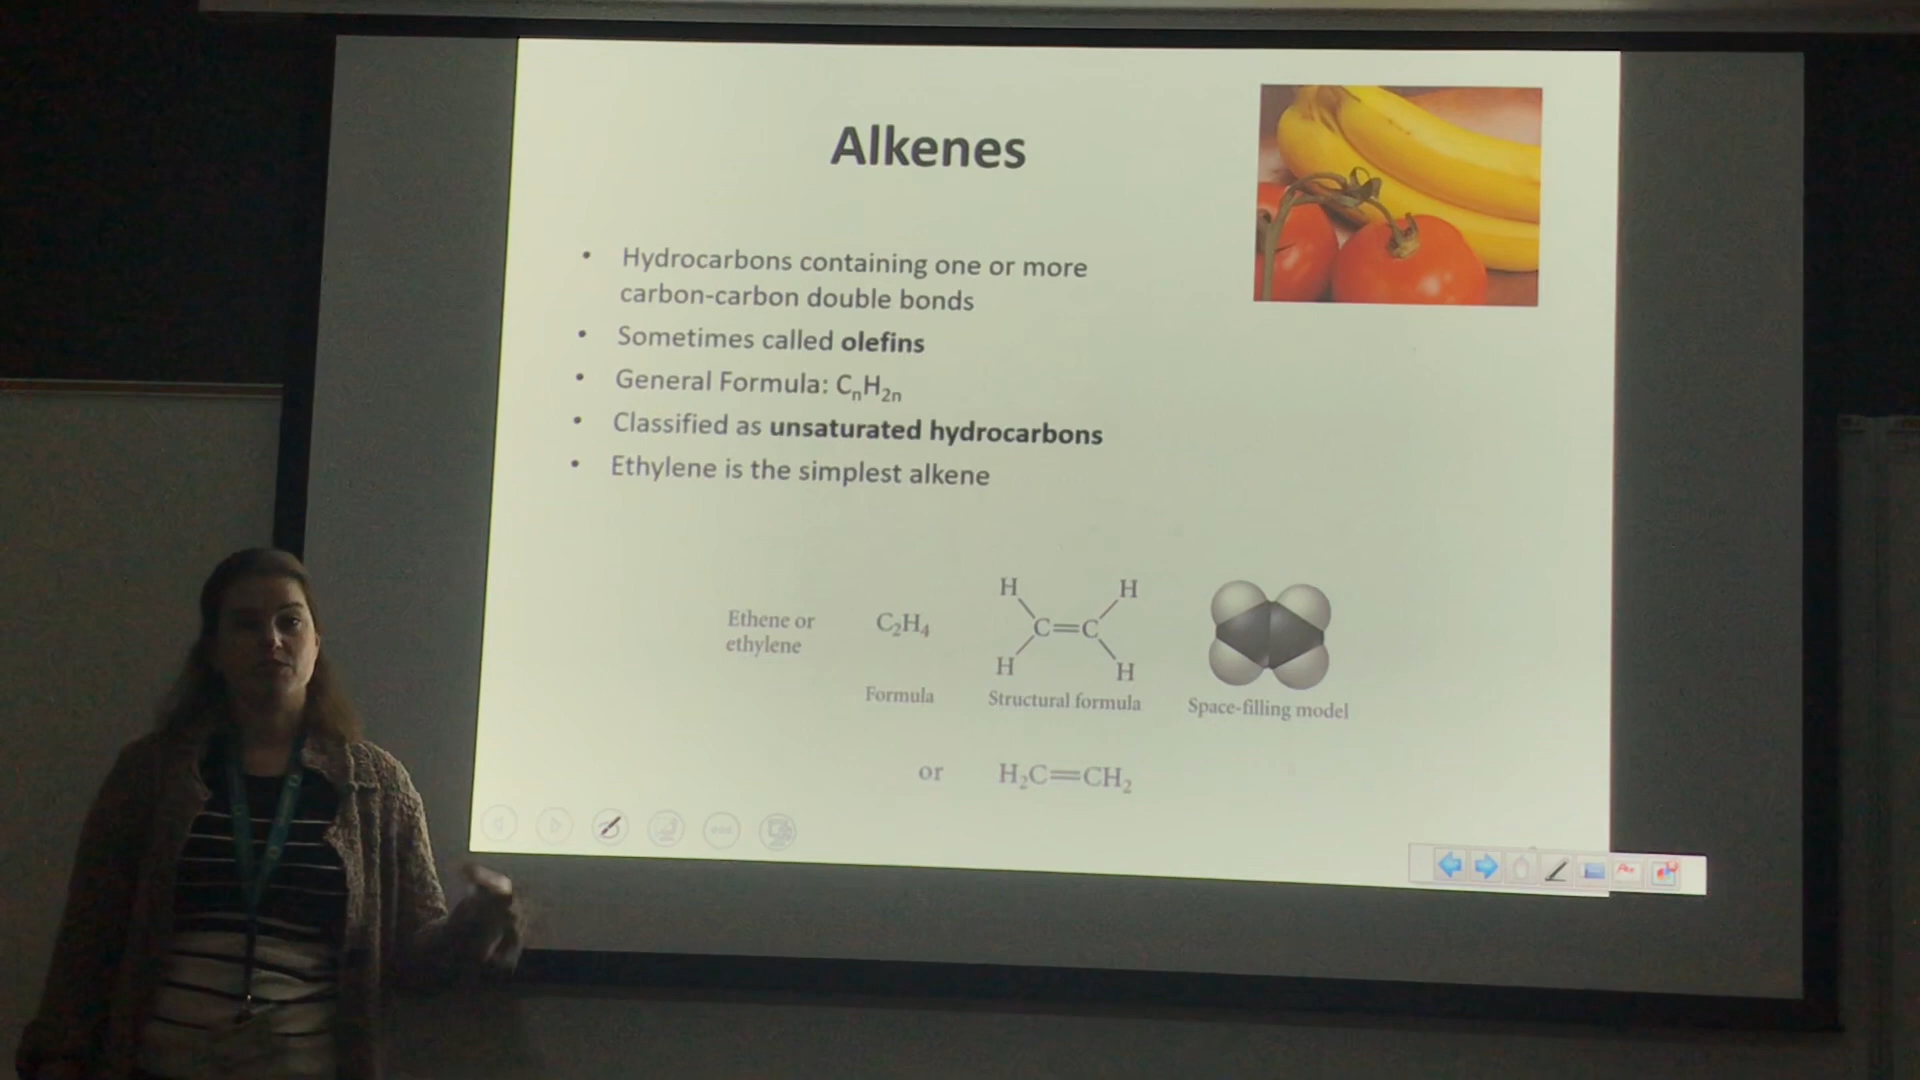 Alkenes
• Hydrocarbons containing one or more
carbon-carbon double bonds
• Sometimes called olefins
• General Formula: CₙH₂ₙ
• Classified as unsaturated hydrocarbons
• Ethylene is the simplest alkene
Ethene or
ethylene
C₂H₄
H H
C=C
H H
Formula
Structural formula
Space-filling model
or
H₂C=CH₂